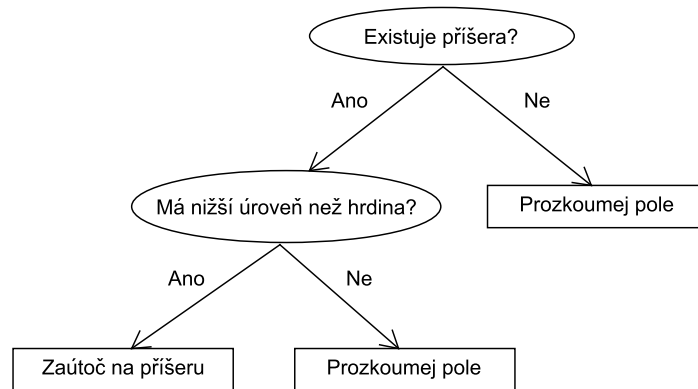 Existuje příšera?
Ano
Ne
Má nižší úroveň než hrdina?
Prozkoumej pole
Ano
Ne
Zaútoč na příšeru
Prozkoumej pole